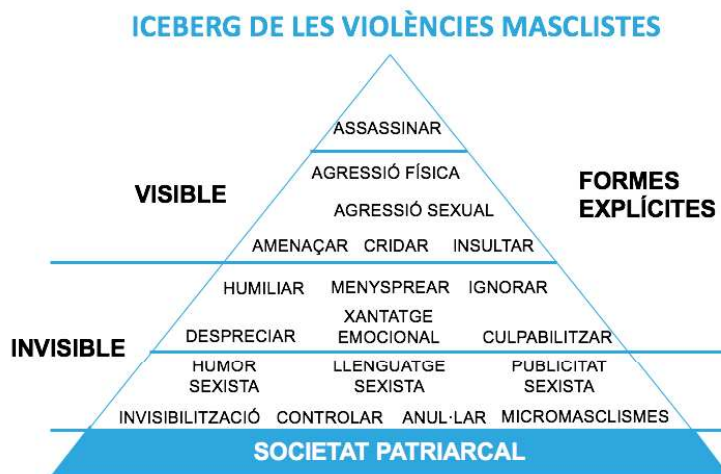 ICEBERG DE LES VIOLÈNCIES MASCLISTES
ASSASSINAR
AGRESSIÓ FÍSICA
VISIBLE
FORMES
EXPLÍCITES
AGRESSIÓ SEXUAL
AMENAÇAR CRIDAR INSULTAR
HUMILIAR MENYSPREAR IGNORAR
XANTATGE
EMOCIONAL
DESPRECIAR
CULPABILITZAR
INVISIBLE
HUMOR
SEXISTA
LLENGUATGE
SEXISTA
PUBLICITAT
SEXISTA
INVISIBILITZACIÓ CONTROLAR ANUL·LAR MICROMASCLISMES
SOCIETAT PATRIARCAL